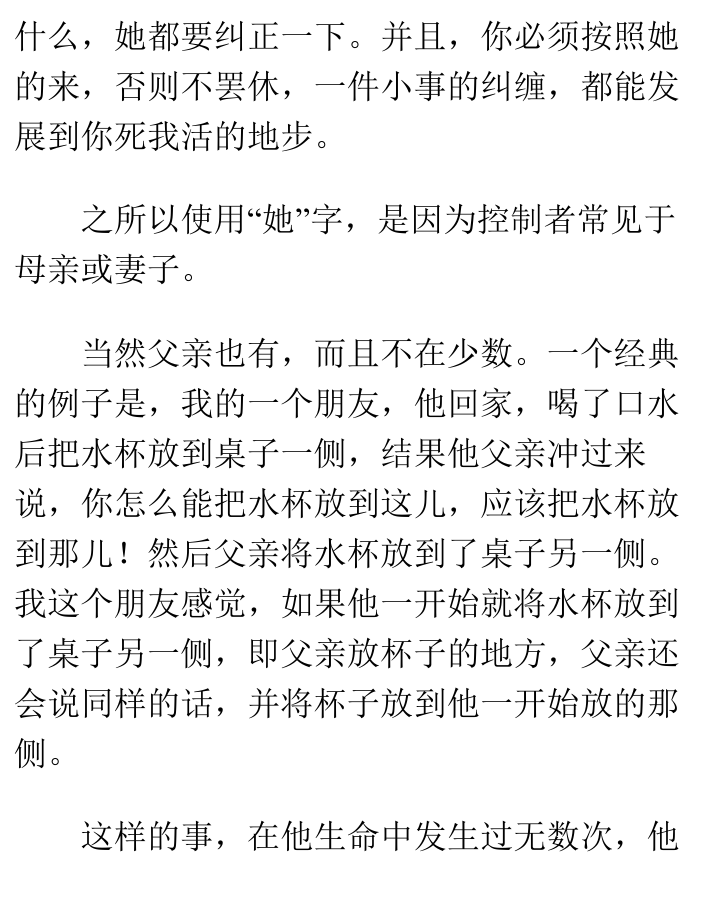 什么，她都要纠正一下。并且，你必须按照她
的来，否则不罢休，一件小事的纠缠，都能发
展到你死我活的地步。
之所以使用“她”字，是因为控制者常见于
母亲或妻子。
当然父亲也有，而且不在少数。一个经典
的例子是，我的一个朋友，他回家，喝了口水
后把水杯放到桌子一侧，结果他父亲冲过来
说，你怎么能把水杯放到这儿，应该把水杯放
到那儿！然后父亲将水杯放到了桌子另一侧。
我这个朋友感觉，如果他一开始就将水杯放到
了桌子另一侧，即父亲放杯子的地方，父亲还
会说同样的话，并将杯子放到他一开始放的那
侧。
这样的事，在他生命中发生过无数次，他